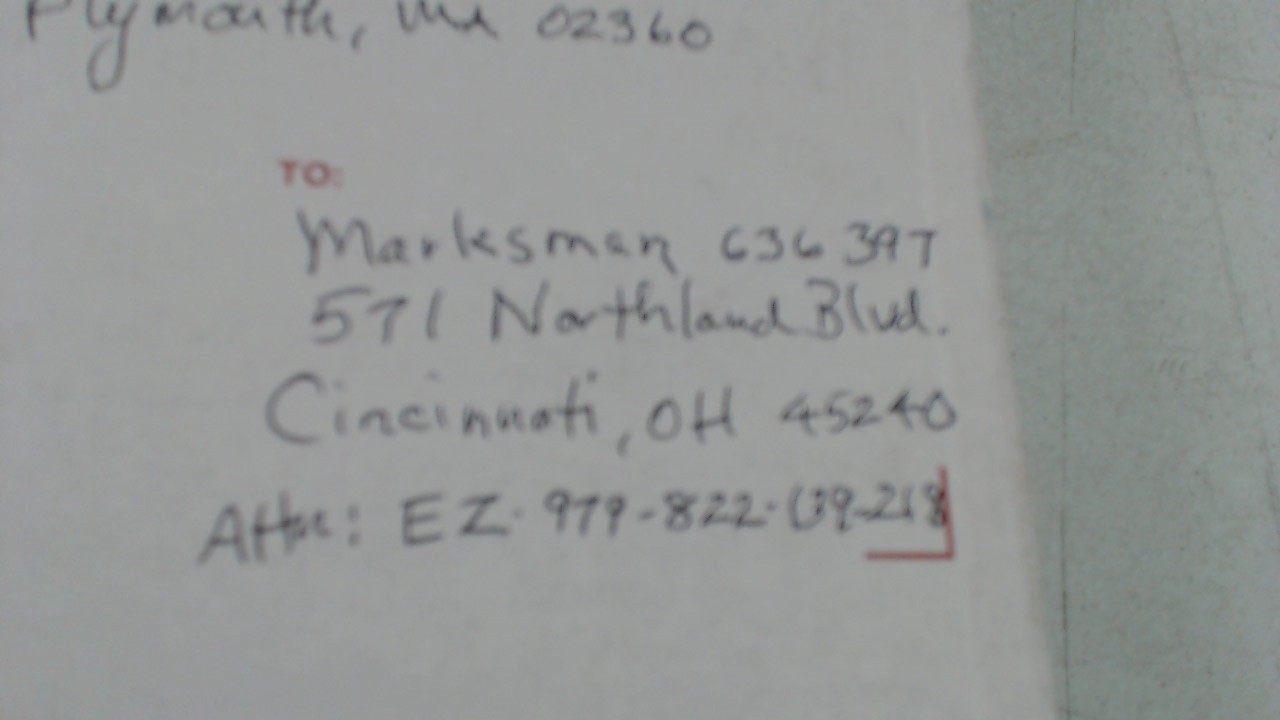 Plymouth, MA 02360
TO:
Marksman 636397
571 Northland Blvd.
Cincinnati, OH 45240
Attn: EZ- 979-822-139-218